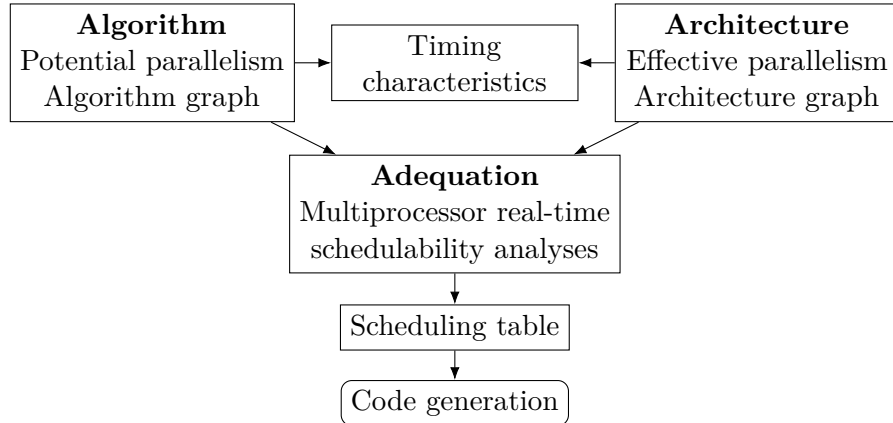 Algorithm
Potential parallelism
Algorithm graph
Timing
characteristics
Architecture
Effective parallelism
Architecture graph
Adequation
Multiprocessor real-time
schedulability analyses
Scheduling table
Code generation